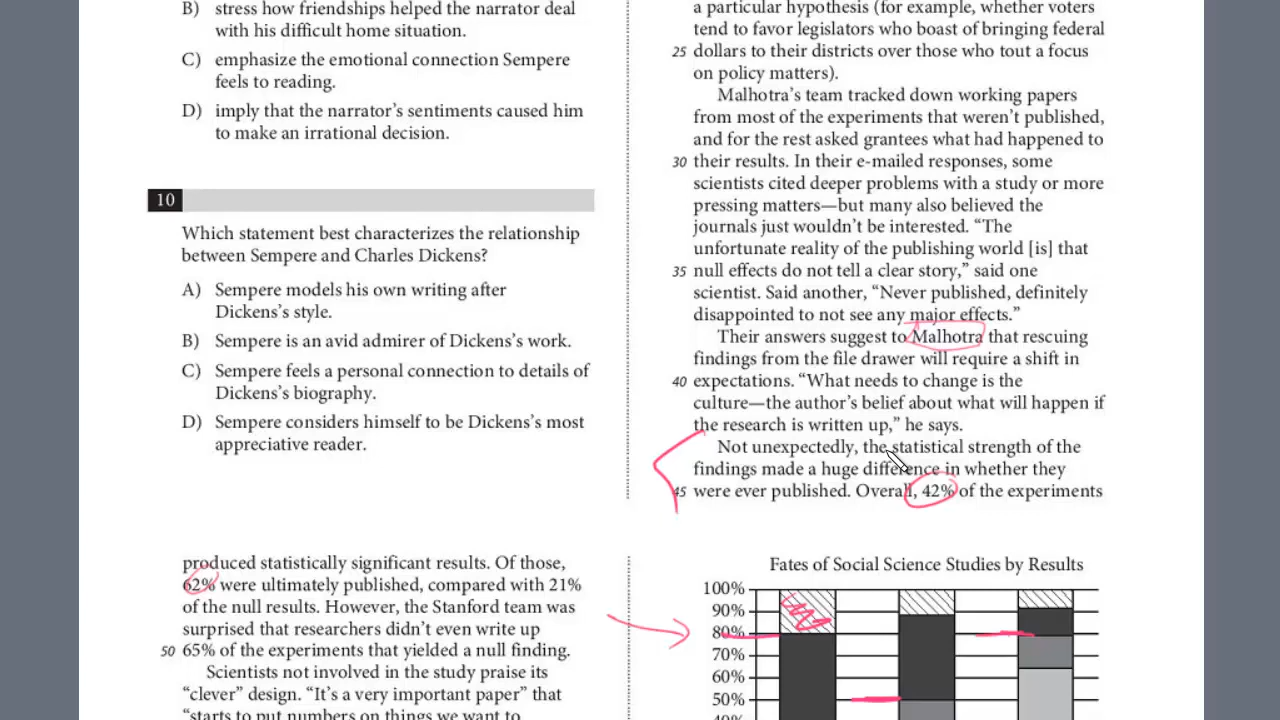 B) stress how friendships helped the narrator deal
with his difficult home situation.
C) emphasize the emotional connection Sempere
feels to reading.
D) imply that the narrator’s sentiments caused him
to make an irrational decision.
10
Which statement best characterizes the relationship
between Sempere and Charles Dickens?
A) Sempere models his own writing after
Dickens’s style.
B) Sempere is an avid admirer of Dickens’s work.
C) Sempere feels a personal connection to details of
Dickens’s biography.
D) Sempere considers himself to be Dickens’s most
appreciative reader.
a particular hypothesis (for example, whether voters
tend to favor legislators who boast of bringing federal
25 dollars to their districts over those who tout a focus
on policy matters).
Malhotra’s team tracked down working papers
from most of the experiments that weren’t published,
and for the rest asked grantees what had happened to
30 their results. In their e-mailed responses, some
scientists cited deeper problems with a study or more
pressing matters—but many also believed the
journals just wouldn’t be interested. “The
unfortunate reality of the publishing world [is] that
35 null effects do not tell a clear story,” said one
scientist. Said another, “Never published, definitely
disappointed to not see any major effects.”
Their answers suggest to Malhotra that rescuing
findings from the file drawer will require a shift in
40 expectations. “What needs to change is the
culture—the author’s belief about what will happen if
the research is written up,” he says.
Not unexpectedly, the statistical strength of the
findings made a huge difference in whether they
45 were ever published. Overall, 42% of the experiments
produced statistically significant results. Of those,
62% were ultimately published, compared with 21%
of the null results. However, the Stanford team was
surprised that researchers didn’t even write up
50 65% of the experiments that yielded a null finding.
Scientists not involved in the study praise its
“clever” design. “It’s a very important paper” that
“starts to put numbers on things we want to
Fates of Social Science Studies by Results
100%
90%
80%
70%
60%
50%
40%